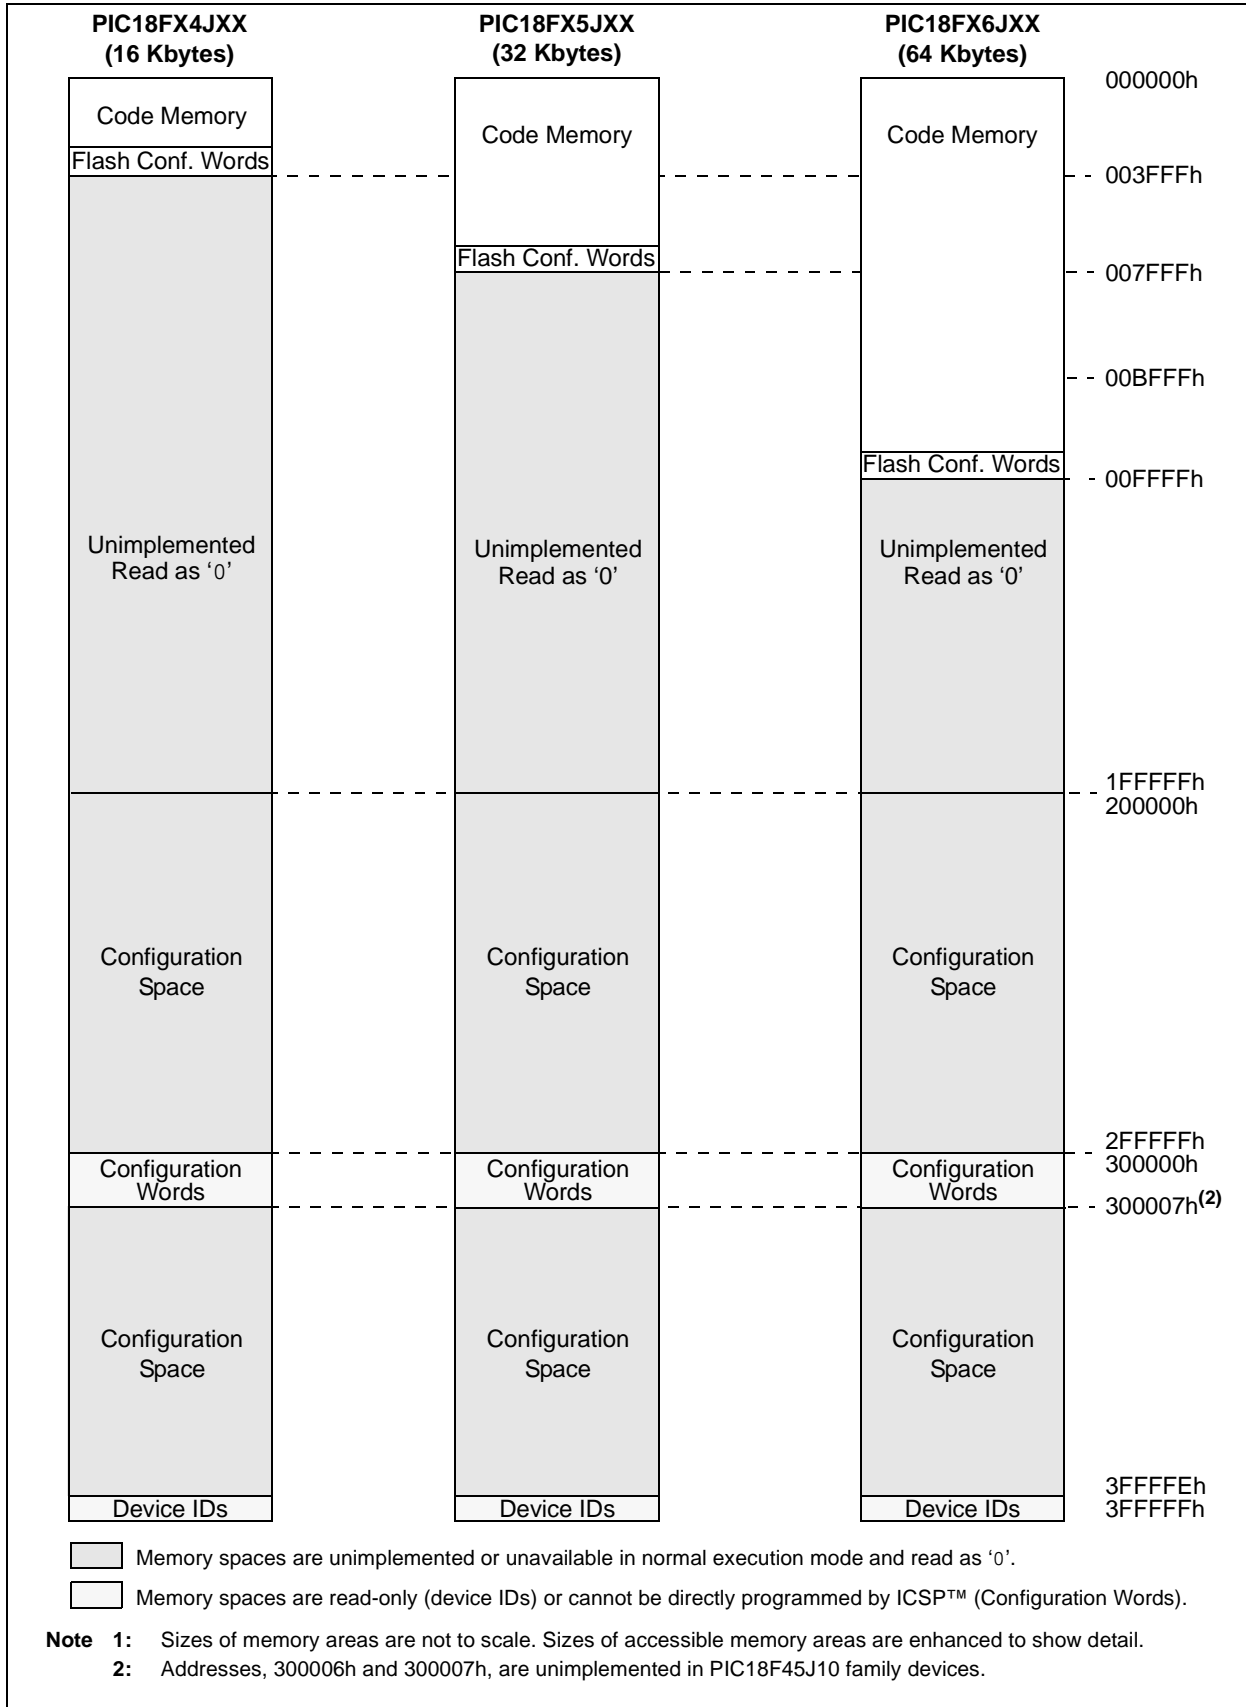 PIC18FX4JXX
(16 Kbytes)
PIC18FX5JXX
(32 Kbytes)
PIC18FX6JXX
(64 Kbytes)
000000h
Code Memory
Code Memory
Code Memory
Flash Conf. Words
003FFFh
Flash Conf. Words
007FFFh
00BFFFh
Flash Conf. Words
00FFFFh
Unimplemented
Read as ‘0’
Unimplemented
Read as ‘0’
Unimplemented
Read as ‘0’
1FFFFFh
200000h
Configuration
Space
Configuration
Space
Configuration
Space
2FFFFFh
300000h
Configuration
Words
Configuration
Words
Configuration
Words
300007h(2)
Configuration
Space
Configuration
Space
Configuration
Space
3FFFFEh
3FFFFFh
Device IDs
Device IDs
Device IDs
Memory spaces are unimplemented or unavailable in normal execution mode and read as ‘0’.
Memory spaces are read-only (device IDs) or cannot be directly programmed by ICSP™ (Configuration Words).
Note 1: Sizes of memory areas are not to scale. Sizes of accessible memory areas are enhanced to show detail.
2: Addresses, 300006h and 300007h, are unimplemented in PIC18F45J10 family devices.